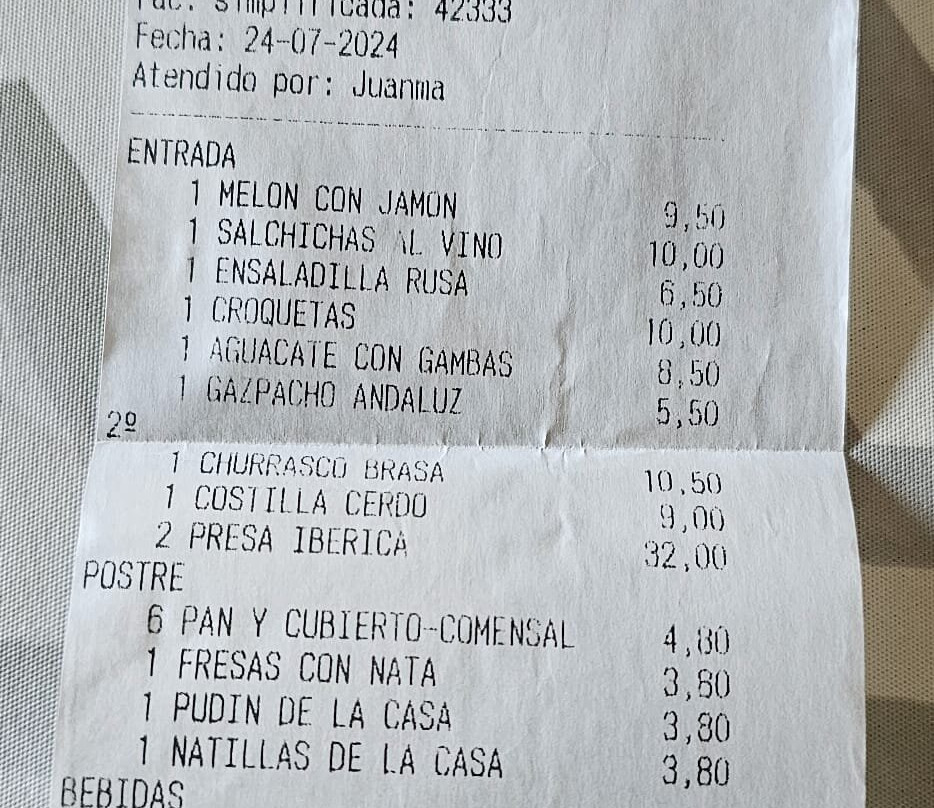 Fac. simplificada: 42333
Fecha: 24-07-2024
Atendido por: Juanma
ENTRADA
1 MELON CON JAMON 9,50
1 SALCHICHAS AL VINO 10,00
1 ENSALADILLA RUSA 6,50
1 CROQUETAS 10,00
1 AGUACATE CON GAMBAS 8,50
1 GAZPACHO ANDALUZ 5,50
2º
1 CHURRASCO BRASA 10,50
1 COSTILLA CERDO 9,00
2 PRESA IBERICA 32,00
POSTRE
6 PAN Y CUBIERTO-COMENSAL 4,80
1 FRESAS CON NATA 3,80
1 PUDIN DE LA CASA 3,80
1 NATILLAS DE LA CASA 3,80
BEBIDAS